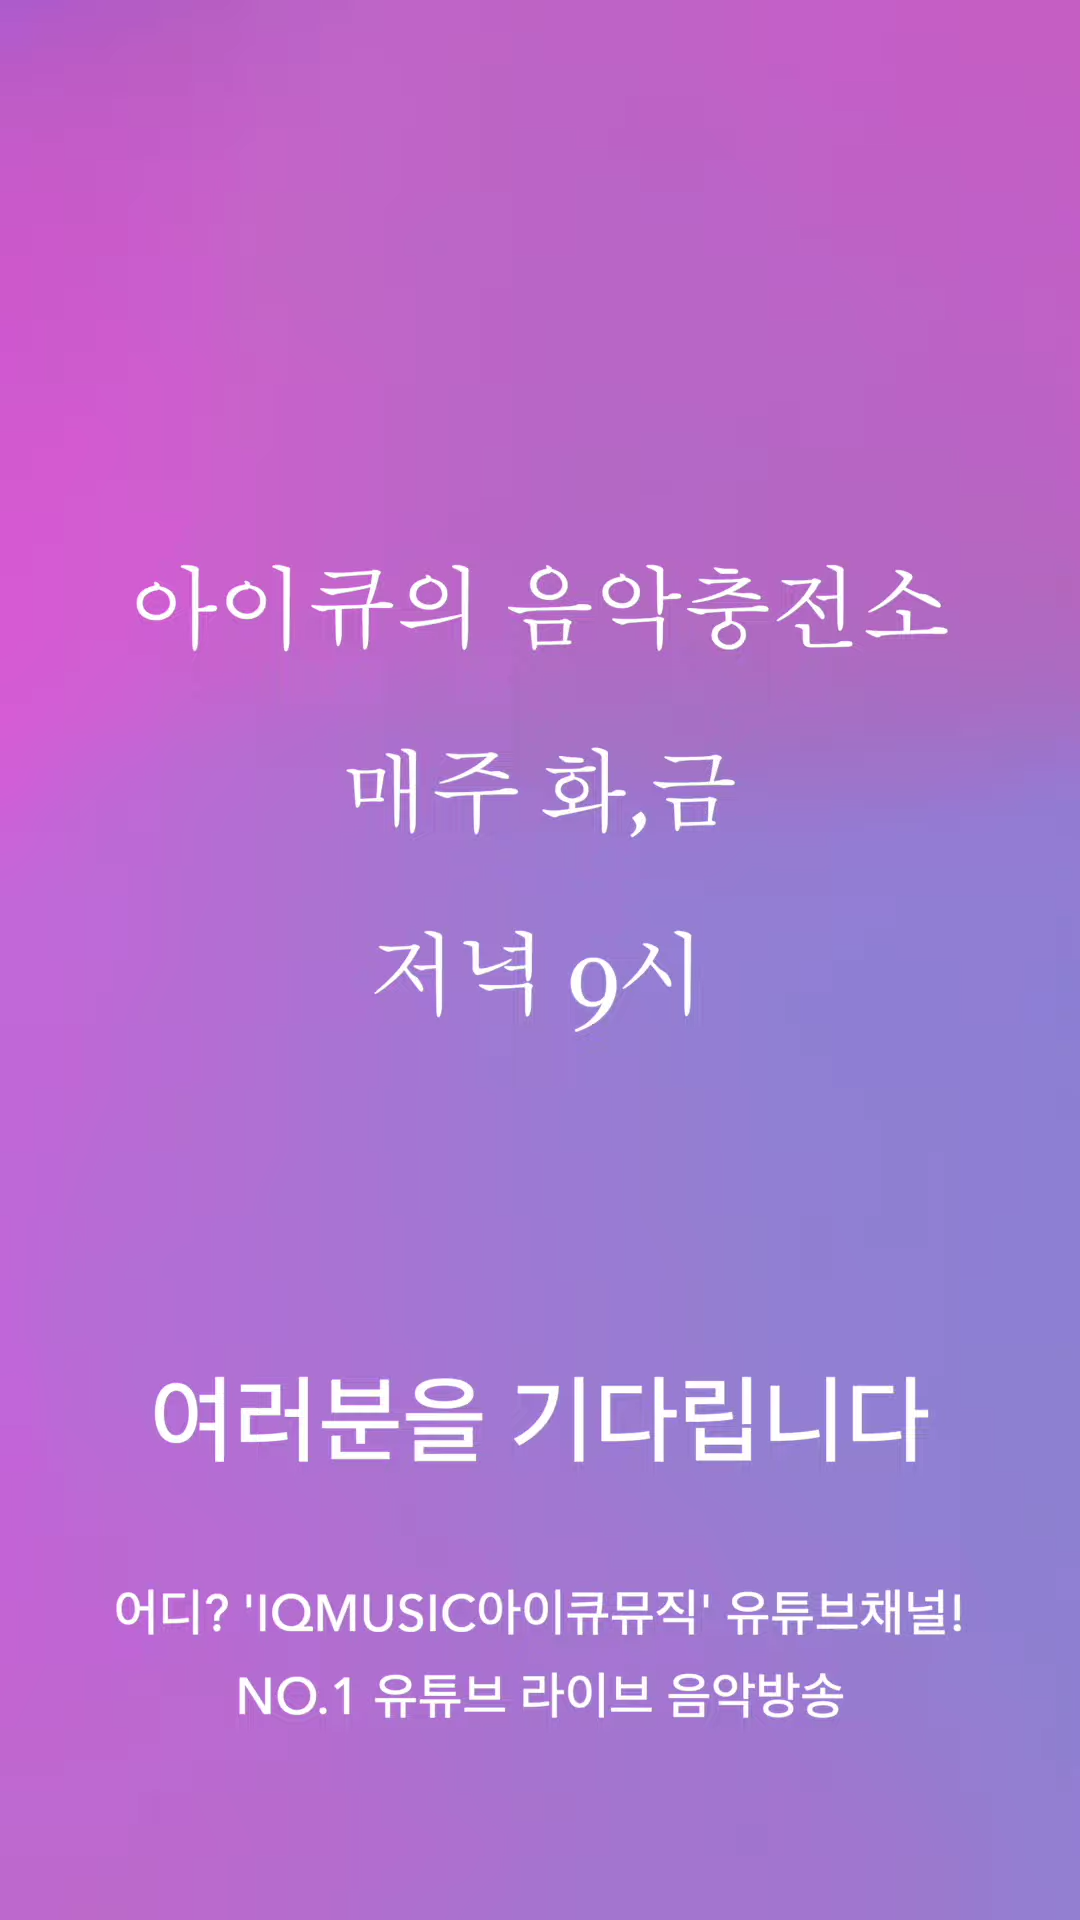 아이큐의 음악충전소
매주 화,금
저녁 9시
여러분을 기다립니다
어디? 'IQMUSIC아이큐뮤직' 유튜브채널!
NO.1 유튜브 라이브 음악방송